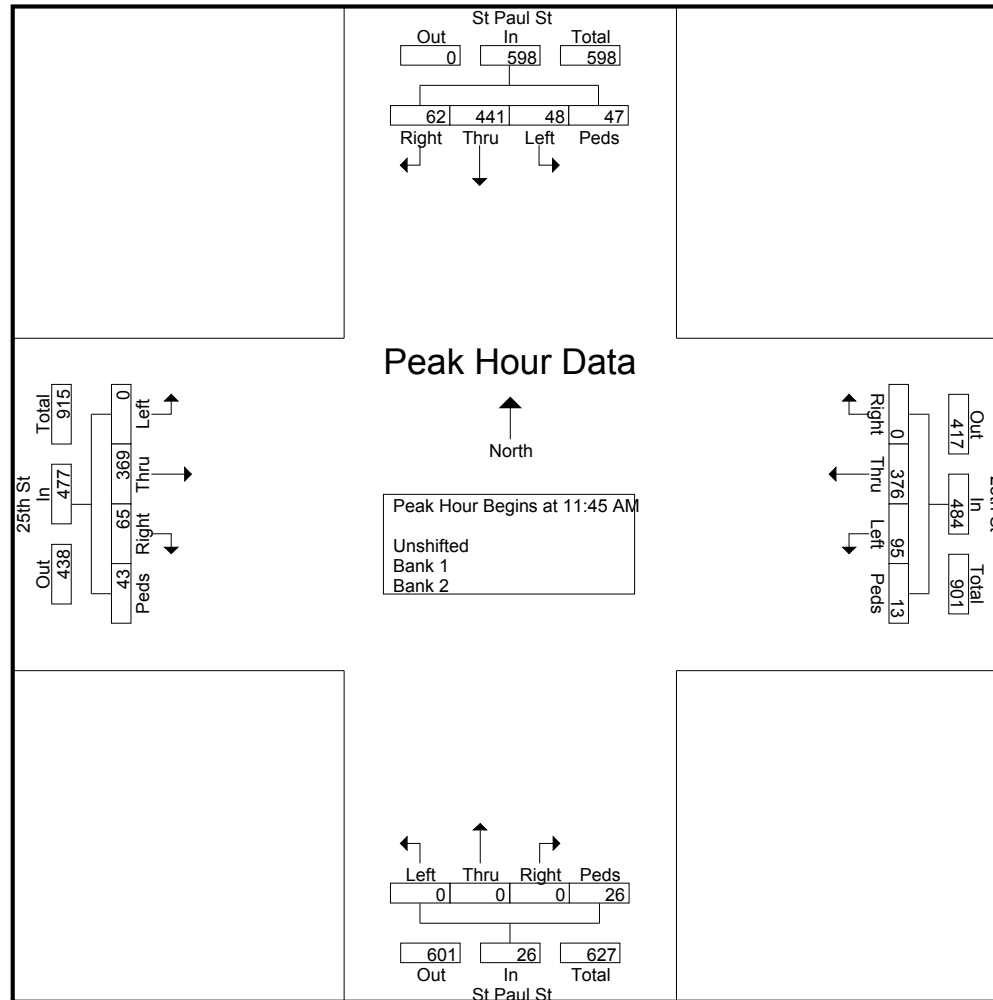 St Paul St
Out In Total
0 598 598
62 441 48 47
Right Thru Left Peds
Peak Hour Data
North
Peak Hour Begins at 11:45 AM
Unshifted
Bank 1
Bank 2
25th St
Total In Out
915 477 438
0 369 65 43
Left Thru Right Peds
Right Thru Left Peds
0 376 95 13
417 484 901
Out In Total
Left Thru Right Peds
0 0 0 26
601 26 627
Out In Total
St Paul St